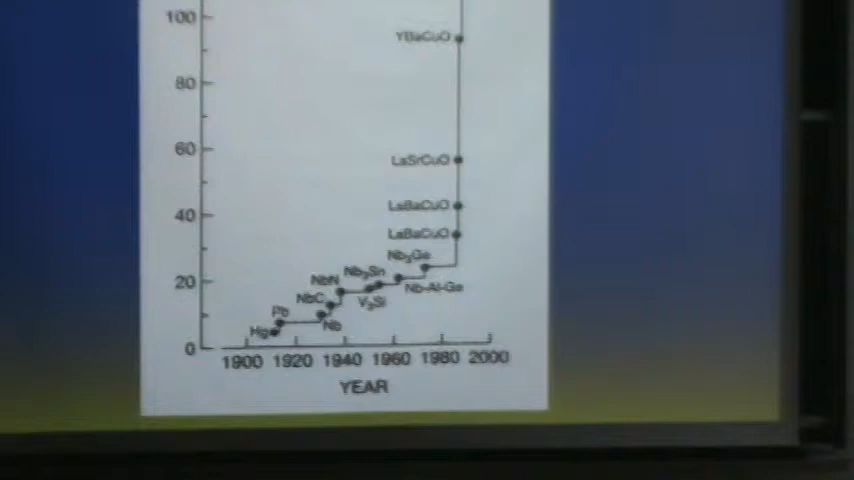 100
YBaCuO
80
60
LaSrCuO
LaBaCuO
40
LaBaCuO
Nb3Ge
Nb3Sn
20
NbN
Nb-Al-Ge
NbC
V3Si
Pb
Nb
Hg
0
1900 1920 1940 1960 1980 2000
YEAR